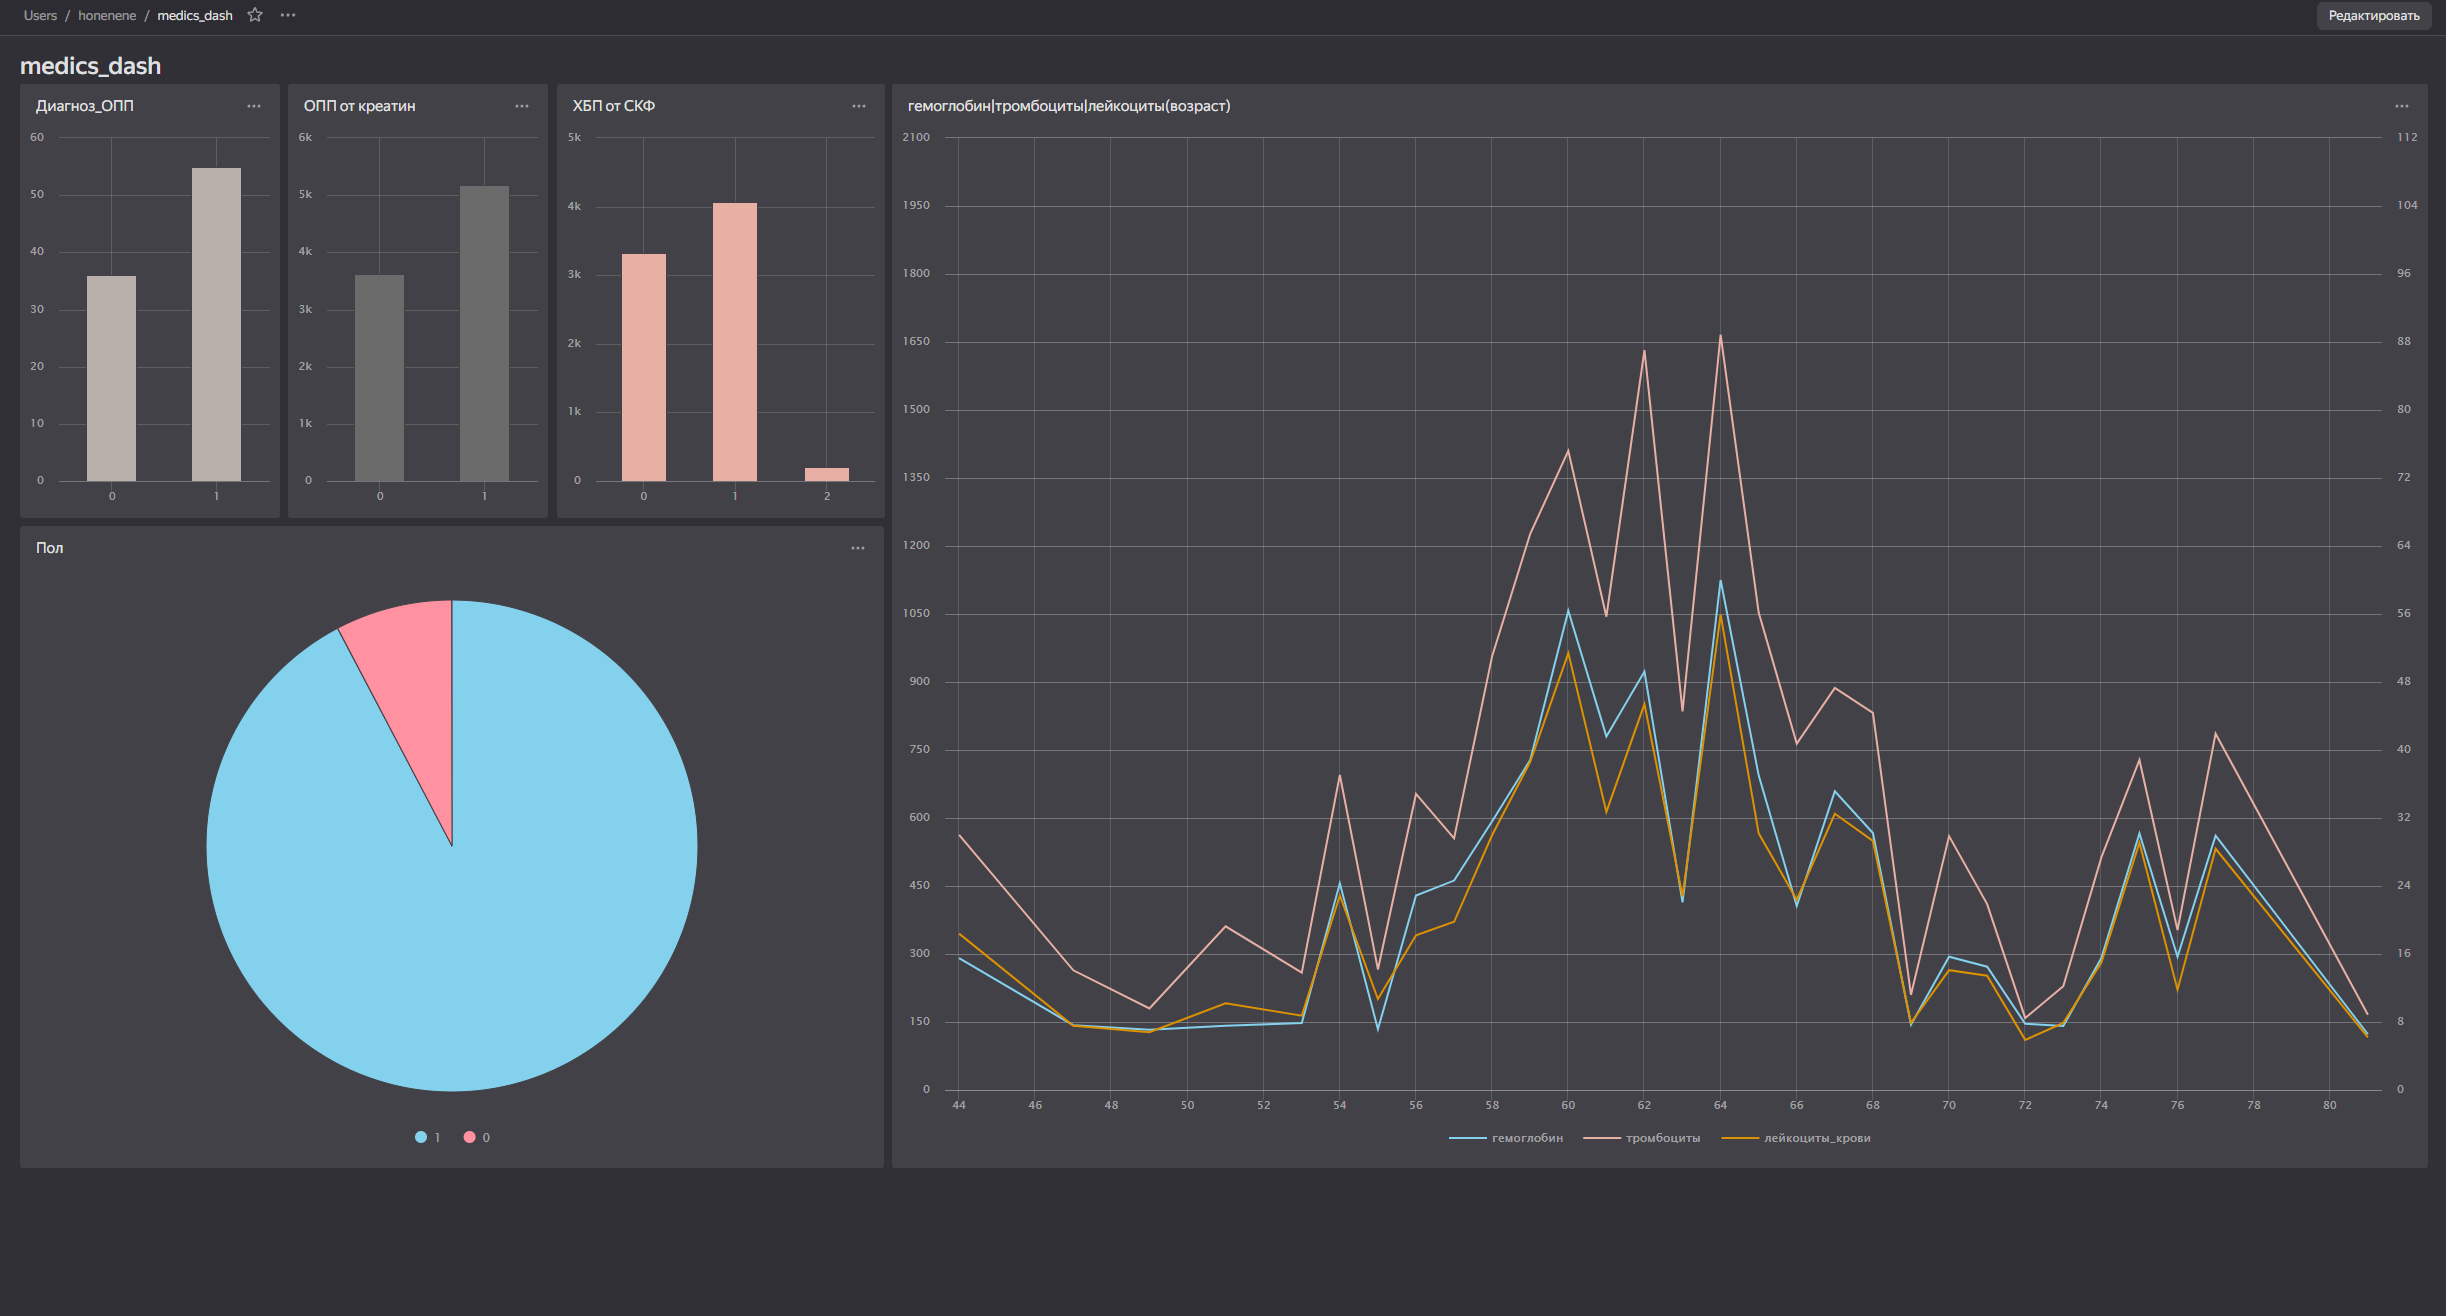 Users / honenene / medics_dash
Редактировать
medics_dash
Диагноз_ОПП
60
50
40
30
20
10
0
0 1
ОПП от креатин
6k
5k
4k
3k
2k
1k
0
0 1
ХБП от СКФ
5k
4k
3k
2k
1k
0
0 1 2
Пол
1 0
гемоглобин|тромбоциты|лейкоциты(возраст)
2100 112
1950 104
1800 96
1650 88
1500 80
1350 72
1200 64
1050 56
900 48
750 40
600 32
450 24
300 16
150 8
0 0
44 46 48 50 52 54 56 58 60 62 64 66 68 70 72 74 76 78 80
гемоглобин тромбоциты лейкоциты_крови